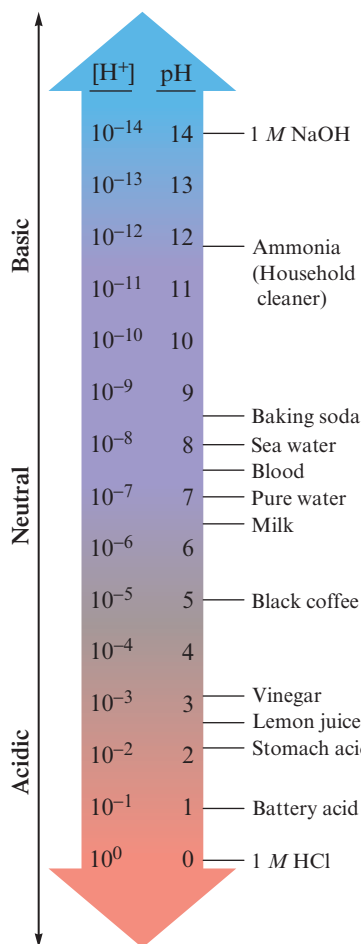 [H⁺] pH
10⁻¹⁴ 14 1 M NaOH
10⁻¹³ 13
10⁻¹² 12
Ammonia
(Household
cleaner)
10⁻¹¹ 11
10⁻¹⁰ 10
10⁻⁹ 9
Baking soda
10⁻⁸ 8 Sea water
Blood
10⁻⁷ 7 Pure water
Milk
10⁻⁶ 6
10⁻⁵ 5 Black coffee
10⁻⁴ 4
Vinegar
10⁻³ 3
Lemon juice
10⁻² 2 Stomach aci
10⁻¹ 1 Battery acid
10⁰ 0 1 M HCl
Basic
Neutral
Acidic